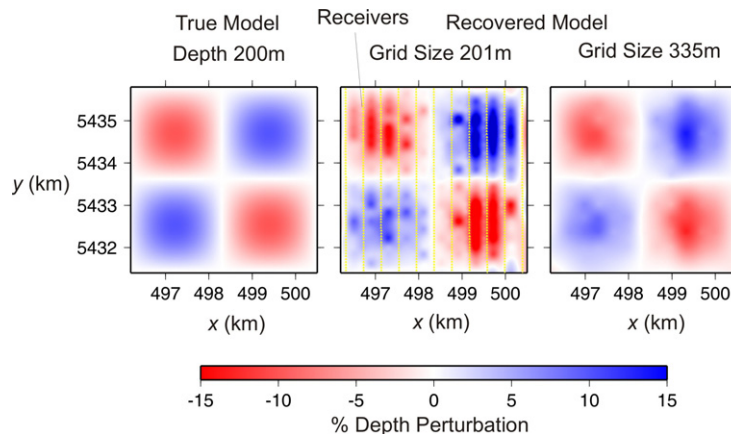 True Model
Depth 200m
Receivers
Recovered Model
Grid Size 201m
Grid Size 335m
y (km)
5435
5434
5433
5432
497 498 499 500
497 498 499 500
497 498 499 500
x (km)
x (km)
x (km)
-15 -10 -5 0 5 10 15
% Depth Perturbation